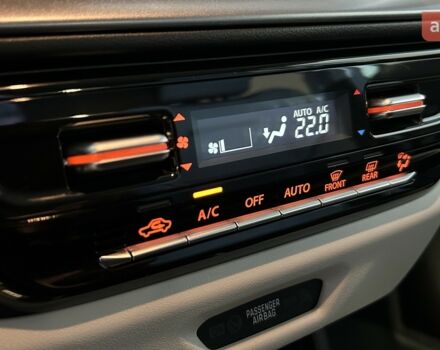 AUTO A/C
22.0
A/C OFF AUTO FRONT REAR
PASSENGER
AIRBAG